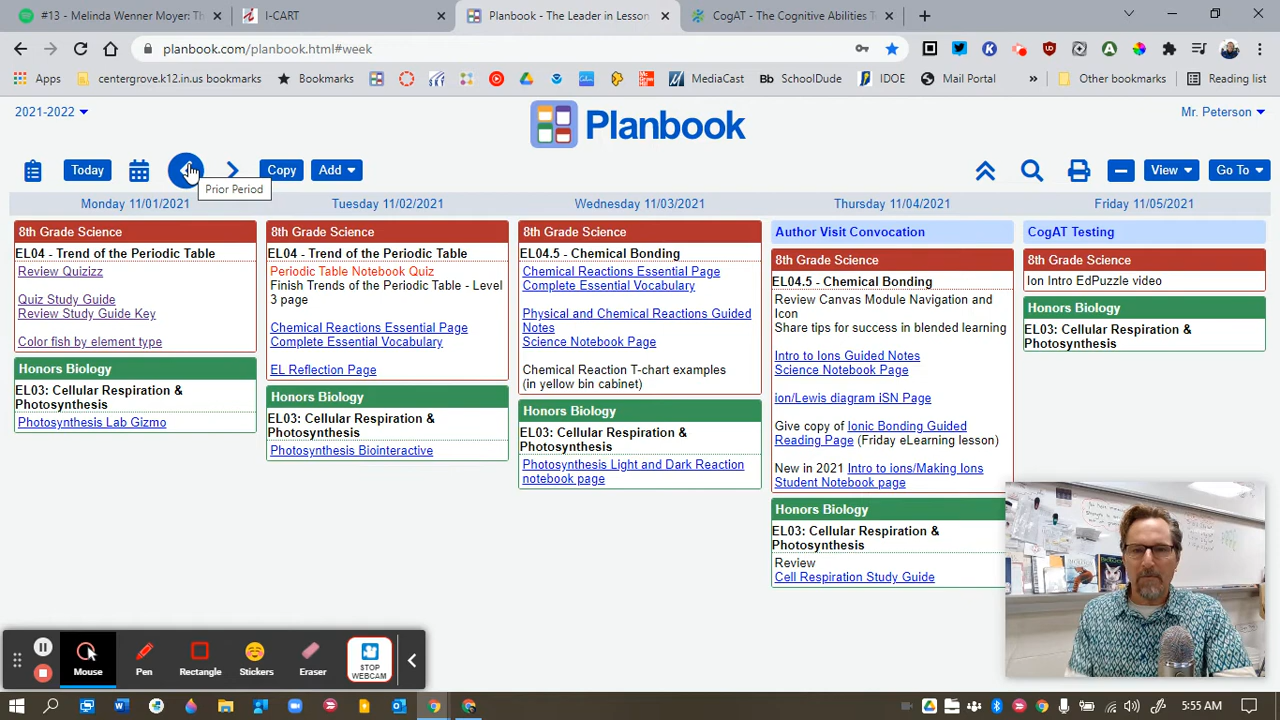 #13 - Melinda Wenner Moyer: Th
I-CART
Planbook - The Leader in Lesson
CogAT - The Cognitive Abilities Te
planbook.com/planbook.html#week
Apps
centergrove.k12.in.us bookmarks
Bookmarks
MediaCast
Bb SchoolDude
IDOE
Mail Portal
Other bookmarks
Reading list
2021-2022
Planbook
Mr. Peterson
Today
Copy
Add
View
Go To
Prior Period
Monday 11/01/2021
Tuesday 11/02/2021
Wednesday 11/03/2021
Thursday 11/04/2021
Friday 11/05/2021
8th Grade Science
EL04 - Trend of the Periodic Table
Review Quizizz
Quiz Study Guide
Review Study Guide Key
Color fish by element type
Honors Biology
EL03: Cellular Respiration &
Photosynthesis
Photosynthesis Lab Gizmo
8th Grade Science
EL04 - Trend of the Periodic Table
Periodic Table Notebook Quiz
Finish Trends of the Periodic Table - Level
3 page
Chemical Reactions Essential Page
Complete Essential Vocabulary
EL Reflection Page
Honors Biology
EL03: Cellular Respiration &
Photosynthesis
Photosynthesis Biointeractive
8th Grade Science
EL04.5 - Chemical Bonding
Chemical Reactions Essential Page
Complete Essential Vocabulary
Physical and Chemical Reactions Guided
Notes
Science Notebook Page
Chemical Reaction T-chart examples
(in yellow bin cabinet)
Honors Biology
EL03: Cellular Respiration &
Photosynthesis
Photosynthesis Light and Dark Reaction
notebook page
Author Visit Convocation
8th Grade Science
EL04.5 - Chemical Bonding
Review Canvas Module Navigation and
Icon
Share tips for success in blended learning
Intro to Ions Guided Notes
Science Notebook Page
ion/Lewis diagram iSN Page
Give copy of Ionic Bonding Guided
Reading Page (Friday eLearning lesson)
New in 2021 Intro to ions/Making Ions
Student Notebook page
Honors Biology
EL03: Cellular Respiration &
Photosynthesis
Review
Cell Respiration Study Guide
CogAT Testing
8th Grade Science
Ion Intro EdPuzzle video
Honors Biology
EL03: Cellular Respiration &
Photosynthesis
Mouse
Pen
Rectangle
Stickers
Eraser
STOP
WEBCAM
5:55 AM